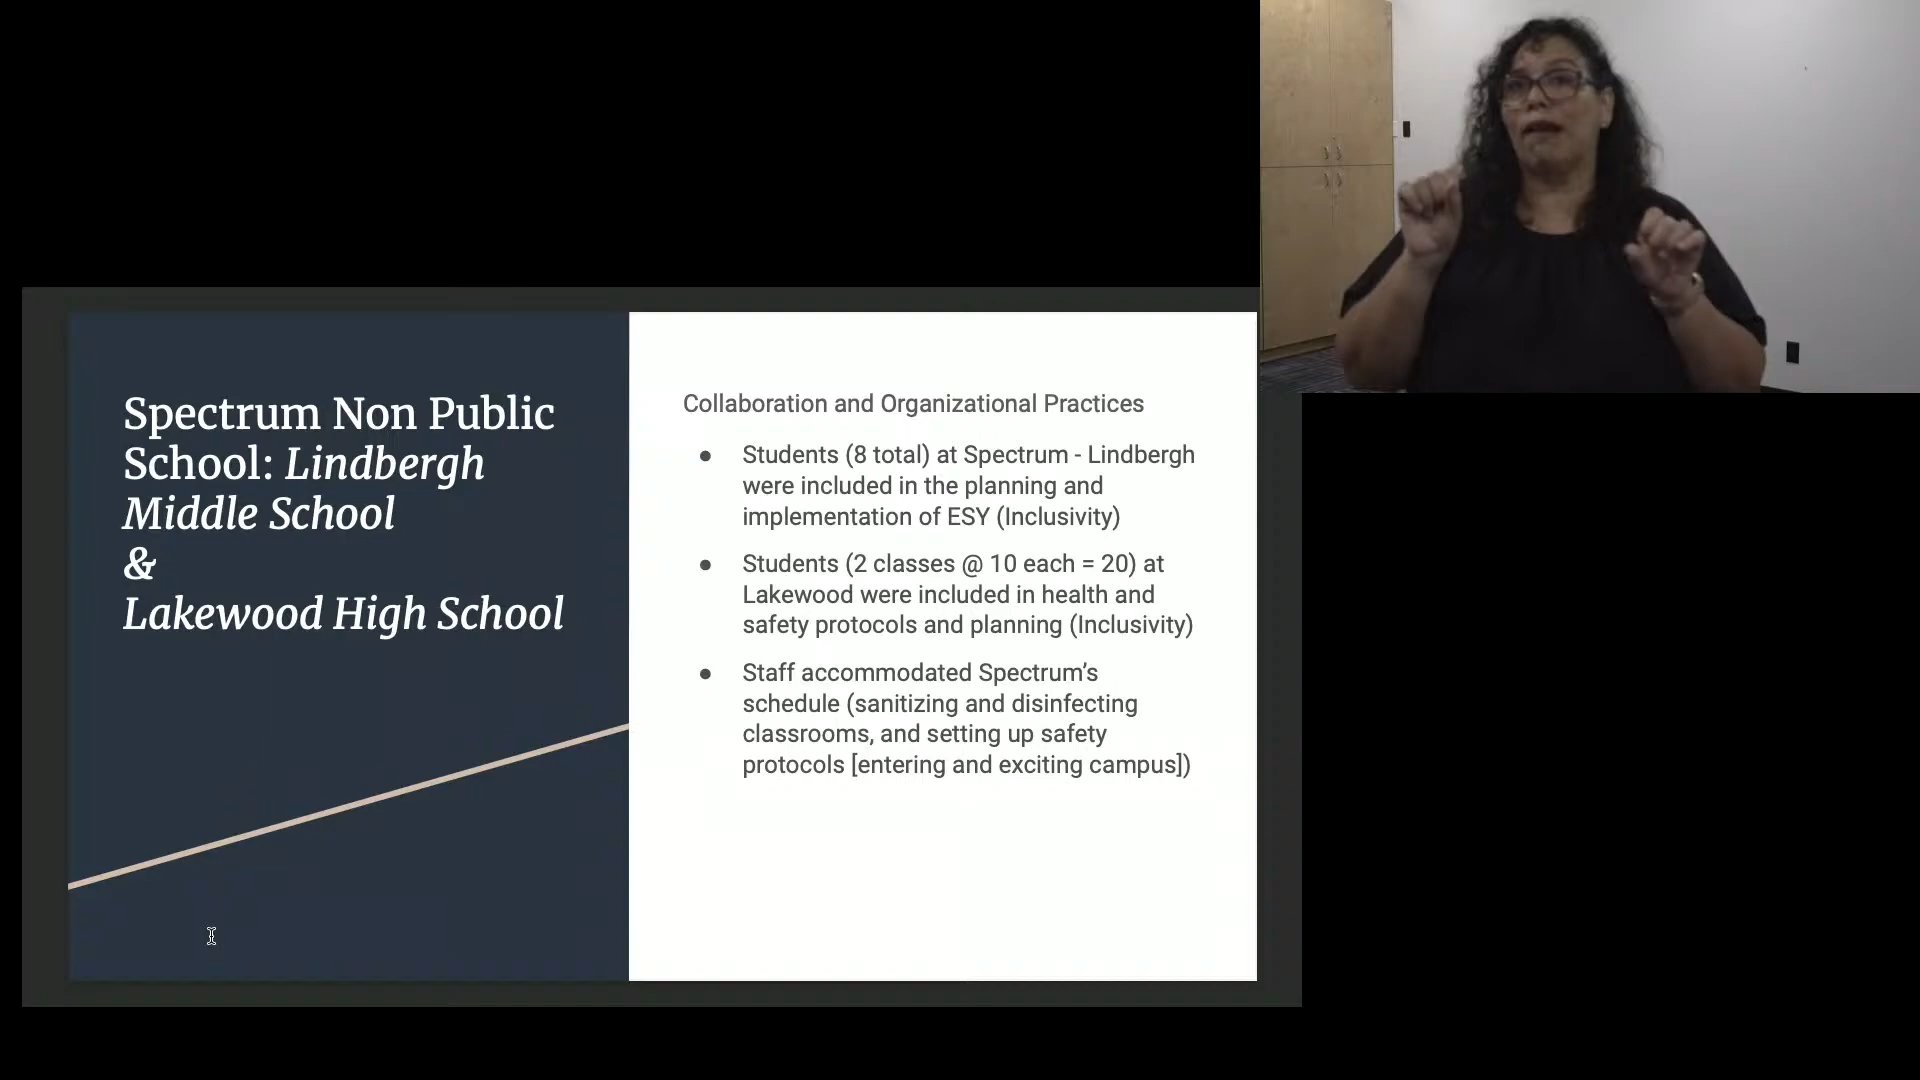 Spectrum Non Public
School: Lindbergh
Middle School
&
Lakewood High School
Collaboration and Organizational Practices
● Students (8 total) at Spectrum - Lindbergh
were included in the planning and
implementation of ESY (Inclusivity)
● Students (2 classes @ 10 each = 20) at
Lakewood were included in health and
safety protocols and planning (Inclusivity)
● Staff accommodated Spectrum’s
schedule (sanitizing and disinfecting
classrooms, and setting up safety
protocols [entering and exciting campus])